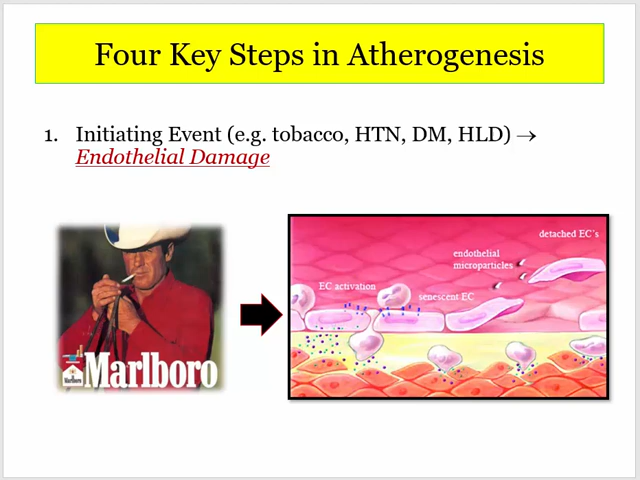 Four Key Steps in Atherogenesis
1. Initiating Event (e.g. tobacco, HTN, DM, HLD) →
Endothelial Damage
detached EC's
endothelial
microparticles
EC activation
senescent EC
Marlboro
Marlboro